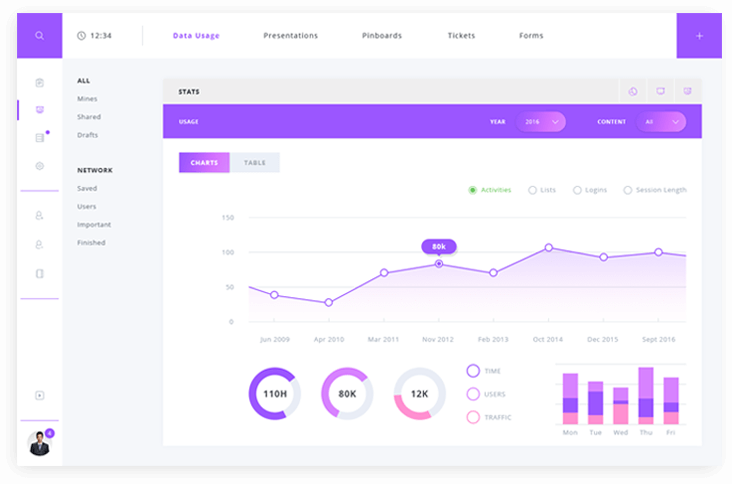 12:34 Data Usage Presentations Pinboards Tickets Forms
ALL
Mines
Shared
Drafts
NETWORK
Saved
Users
Important
Finished
STATS
USAGE YEAR 2016 CONTENT All
CHARTS TABLE
Activities Lists Logins Session Length
150
100
50
0
80k
Jun 2009 Apr 2010 Mar 2011 Nov 2012 Feb 2013 Oct 2014 Dec 2015 Sept 2016
110H 80K 12K
TIME
USERS
TRAFFIC
Mon Tue Wed Thu Fri
4